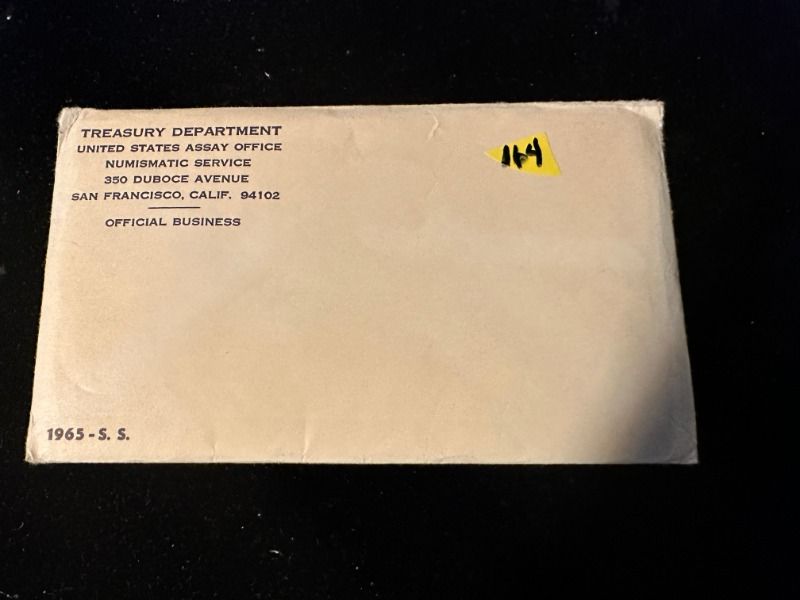 TREASURY DEPARTMENT
UNITED STATES ASSAY OFFICE
NUMISMATIC SERVICE
350 DUBOCE AVENUE
SAN FRANCISCO, CALIF. 94102
OFFICIAL BUSINESS
164
1965 - S. S.